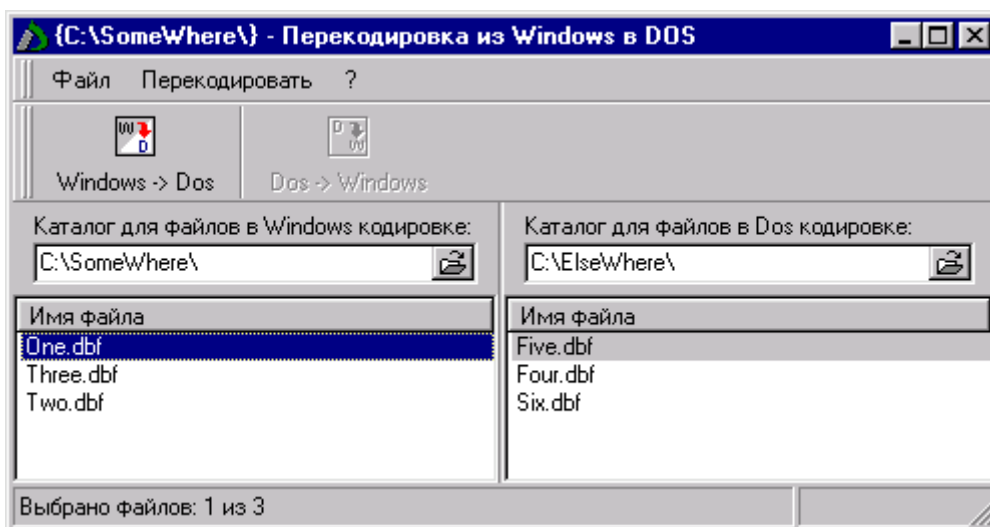 {C:\SomeWhere\} - Перекодировка из Windows в DOS
Файл Перекодировать ?
W D D W
Windows -> Dos Dos -> Windows
Каталог для файлов в Windows кодировке: Каталог для файлов в Dos кодировке:
C:\SomeWhere\ C:\ElseWhere\
Имя файла Имя файла
One.dbf Five.dbf
Three.dbf Four.dbf
Two.dbf Six.dbf
Выбрано файлов: 1 из 3